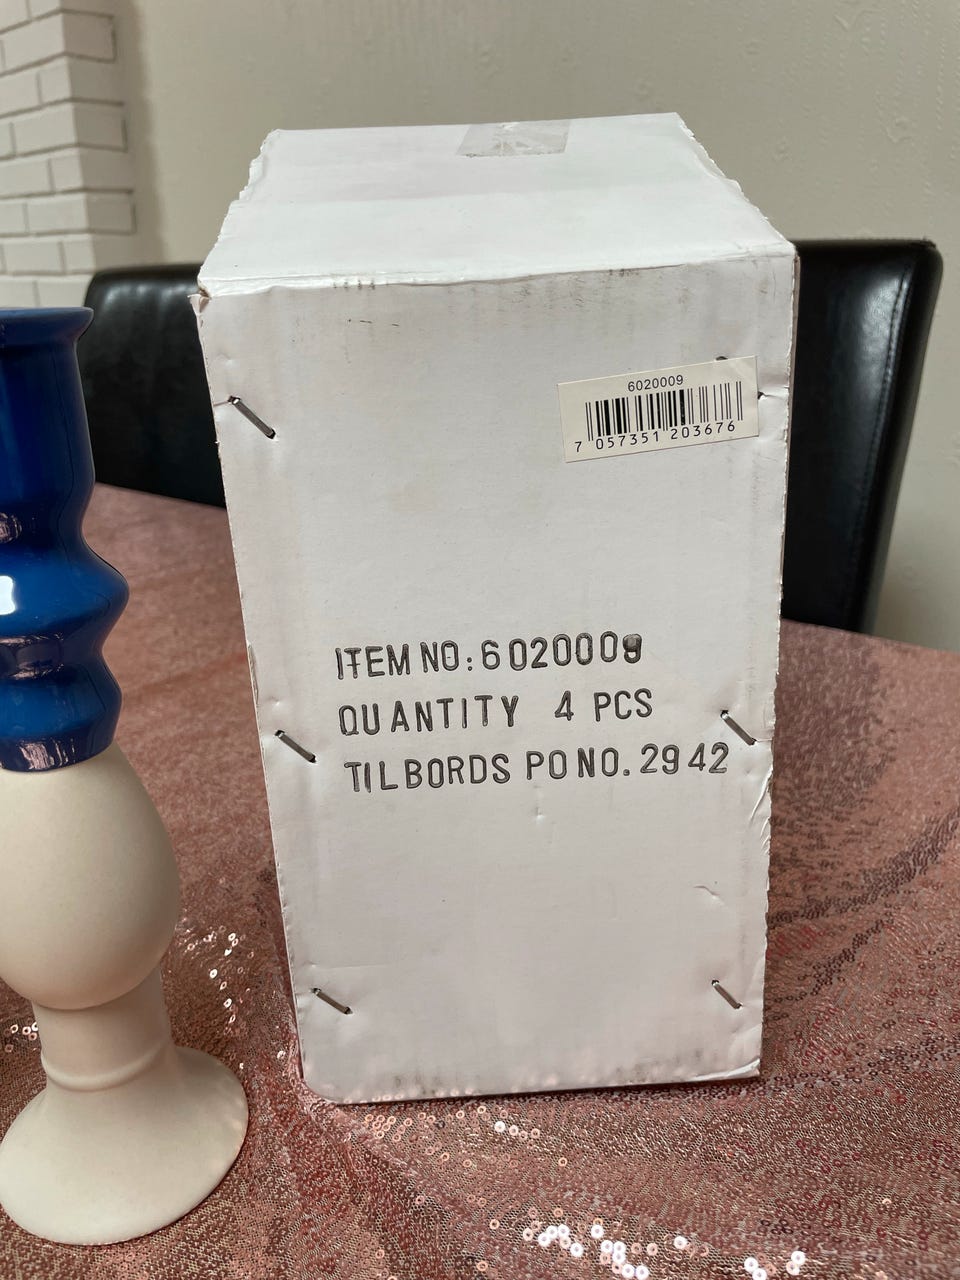 6020009
7 057351 203676
ITEM NO: 6020009
QUANTITY 4 PCS
TILBORDS PO NO. 2942